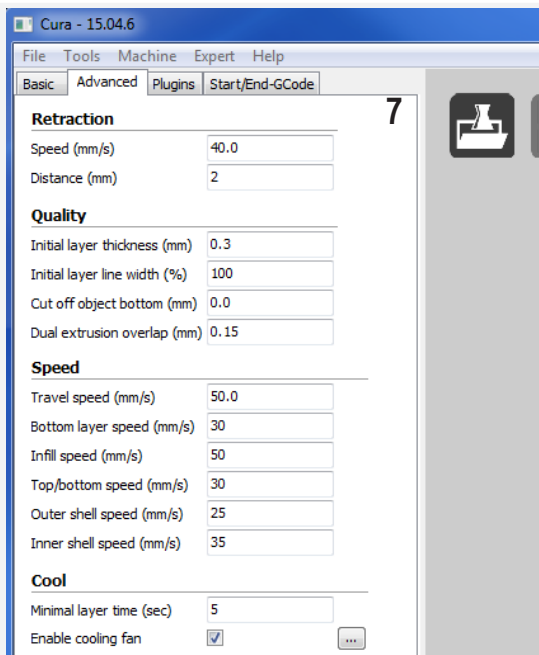 Cura - 15.04.6
File Tools Machine Expert Help
Basic Advanced Plugins Start/End-GCode
7
Retraction
Speed (mm/s) 40.0
Distance (mm) 2
Quality
Initial layer thickness (mm) 0.3
Initial layer line width (%) 100
Cut off object bottom (mm) 0.0
Dual extrusion overlap (mm) 0.15
Speed
Travel speed (mm/s) 50.0
Bottom layer speed (mm/s) 30
Infill speed (mm/s) 50
Top/bottom speed (mm/s) 30
Outer shell speed (mm/s) 25
Inner shell speed (mm/s) 35
Cool
Minimal layer time (sec) 5
Enable cooling fan ...